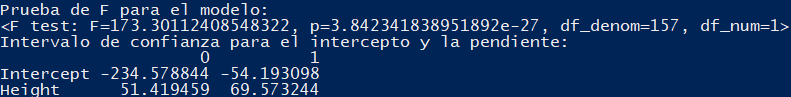 Prueba de F para el modelo:
<F test: F=173.30112408548322, p=3.842341838951892e-27, df_denom=157, df_num=1>
Intervalo de confianza para el intercepto y la pendiente:
0 1
Intercept -234.578844 -54.193098
Height 51.419459 69.573244